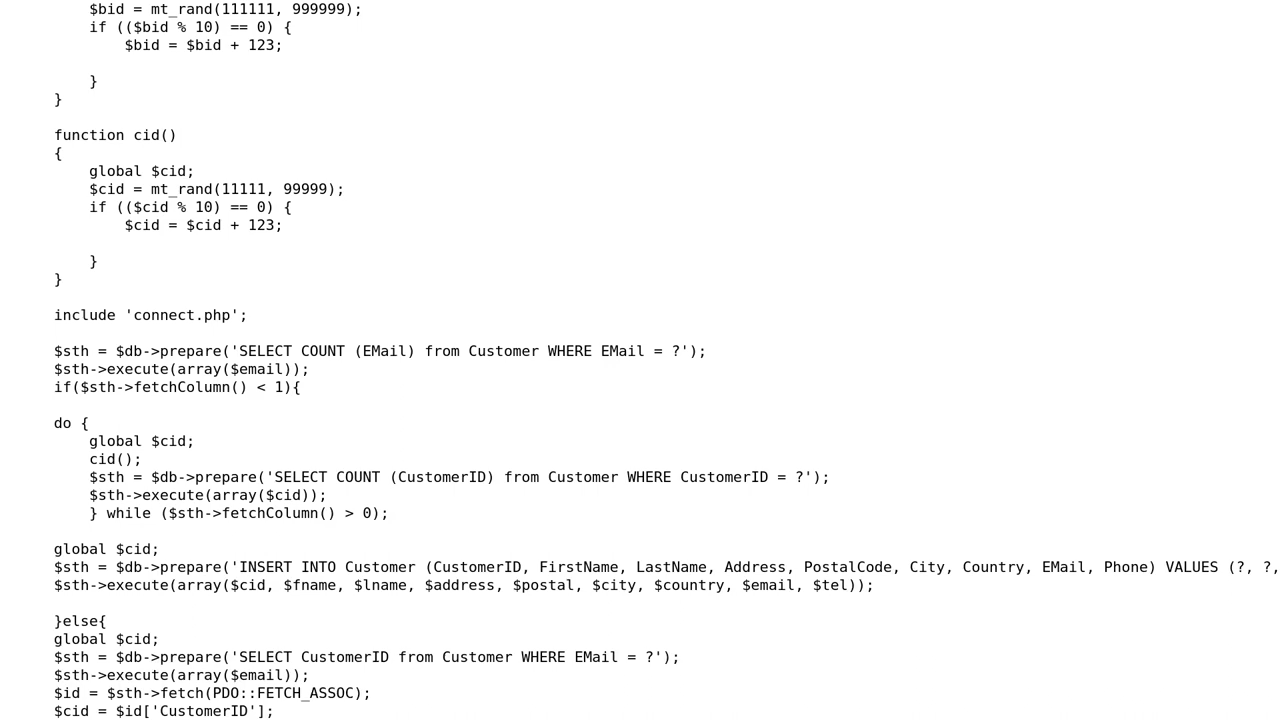 $bid = mt_rand(111111, 999999);
if (($bid % 10) == 0) {
$bid = $bid + 123;
}
}
function cid()
{
global $cid;
$cid = mt_rand(11111, 99999);
if (($cid % 10) == 0) {
$cid = $cid + 123;
}
}
include 'connect.php';
$sth = $db->prepare('SELECT COUNT (EMail) from Customer WHERE EMail = ?');
$sth->execute(array($email));
if($sth->fetchColumn() < 1){
do {
global $cid;
cid();
$sth = $db->prepare('SELECT COUNT (CustomerID) from Customer WHERE CustomerID = ?');
$sth->execute(array($cid));
} while ($sth->fetchColumn() > 0);
global $cid;
$sth = $db->prepare('INSERT INTO Customer (CustomerID, FirstName, LastName, Address, PostalCode, City, Country, EMail, Phone) VALUES (?, ?,
$sth->execute(array($cid, $fname, $lname, $address, $postal, $city, $country, $email, $tel));
}else{
global $cid;
$sth = $db->prepare('SELECT CustomerID from Customer WHERE EMail = ?');
$sth->execute(array($email));
$id = $sth->fetch(PDO::FETCH_ASSOC);
$cid = $id['CustomerID'];